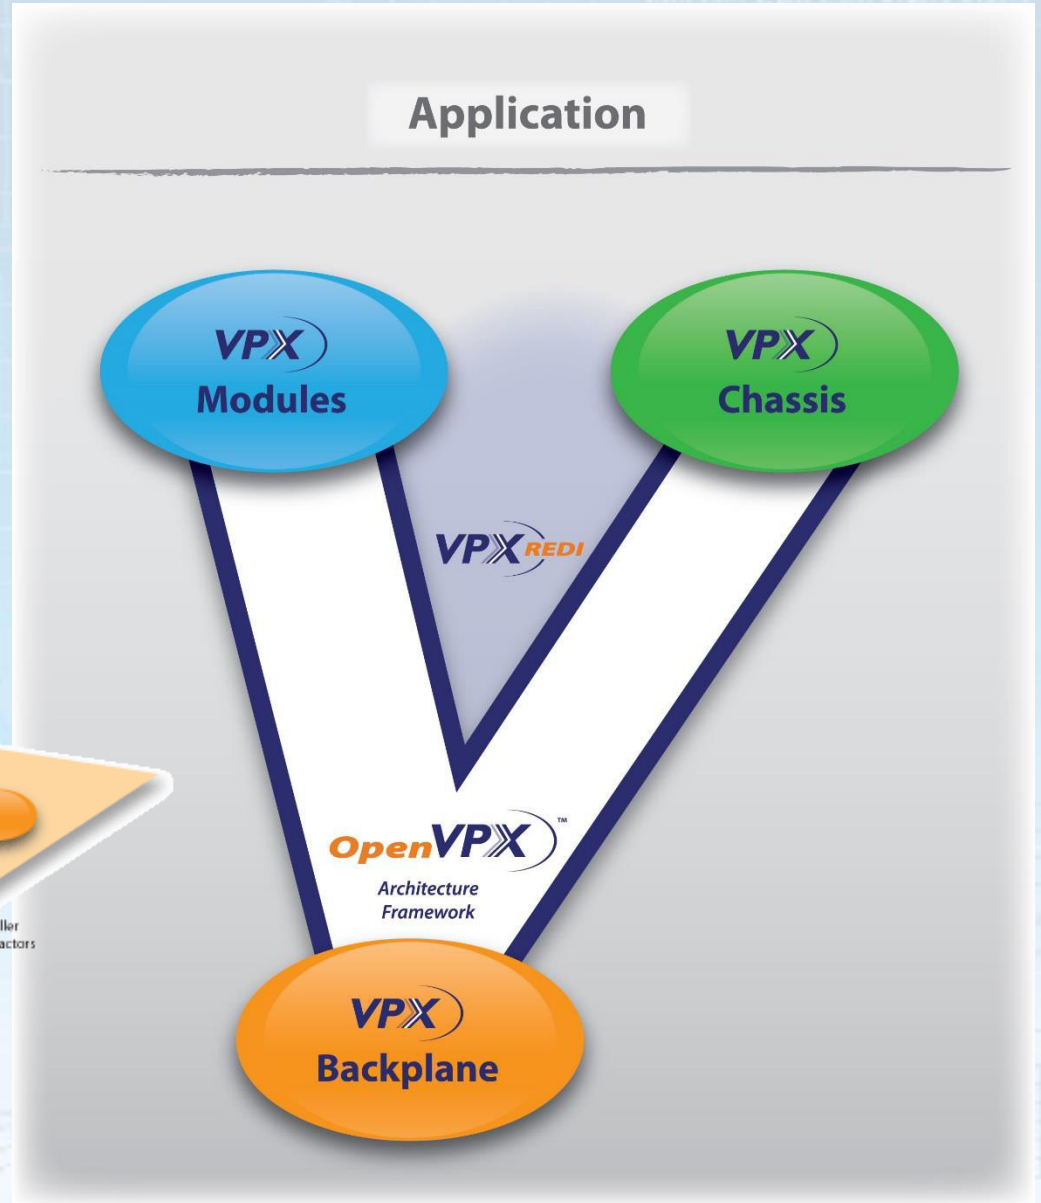 Application
VPX
Modules
VPX
Chassis
VPX REDI
OpenVPX™
Architecture
Framework
VPX
Backplane